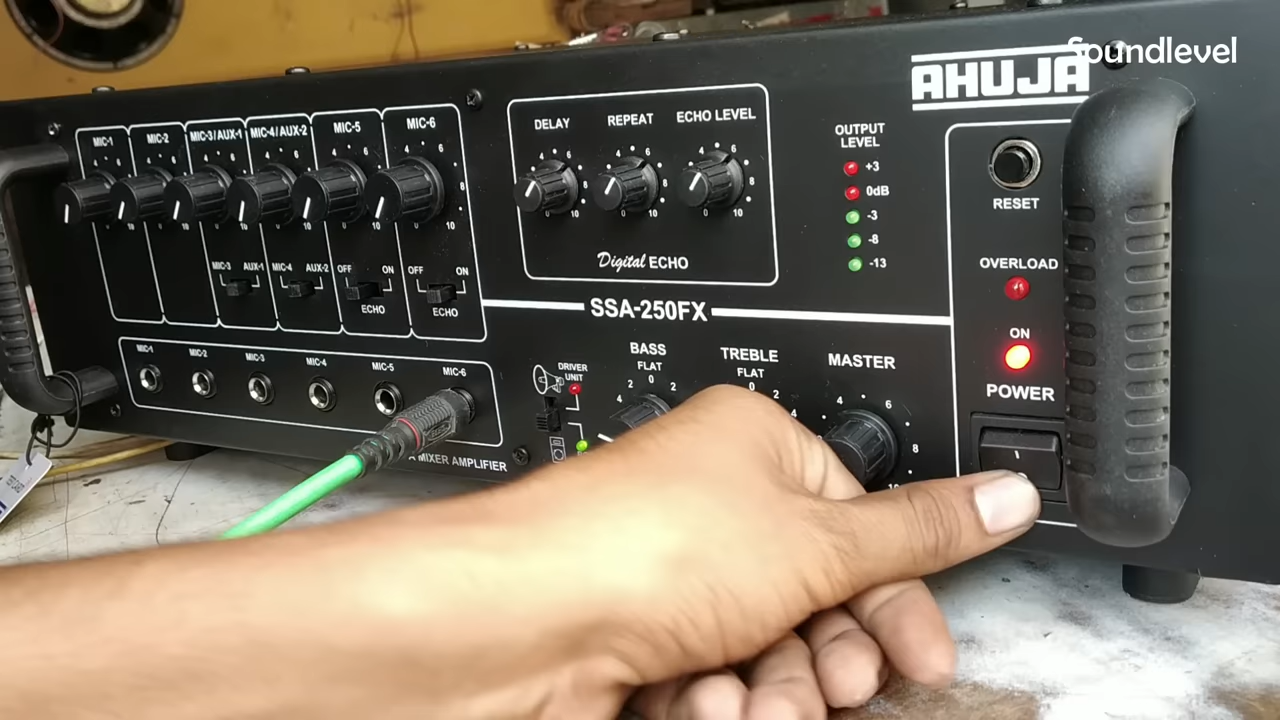 Soundlevel
AHUJA
MIC-1 MIC-2 MIC-3/AUX-1 MIC-4/AUX-2 MIC-5 MIC-6
DELAY REPEAT ECHO LEVEL
Digital ECHO
OUTPUT
LEVEL
+3
0dB
-3
-8
-13
RESET
OVERLOAD
ON
POWER
MIC-3 AUX-1 MIC-4 AUX-2 OFF ON OFF ON
ECHO ECHO
SSA-250FX
MIC-1 MIC-2 MIC-3 MIC-4 MIC-5 MIC-6
DRIVER
UNIT
BASS TREBLE MASTER
FLAT FLAT
MIXER AMPLIFIER